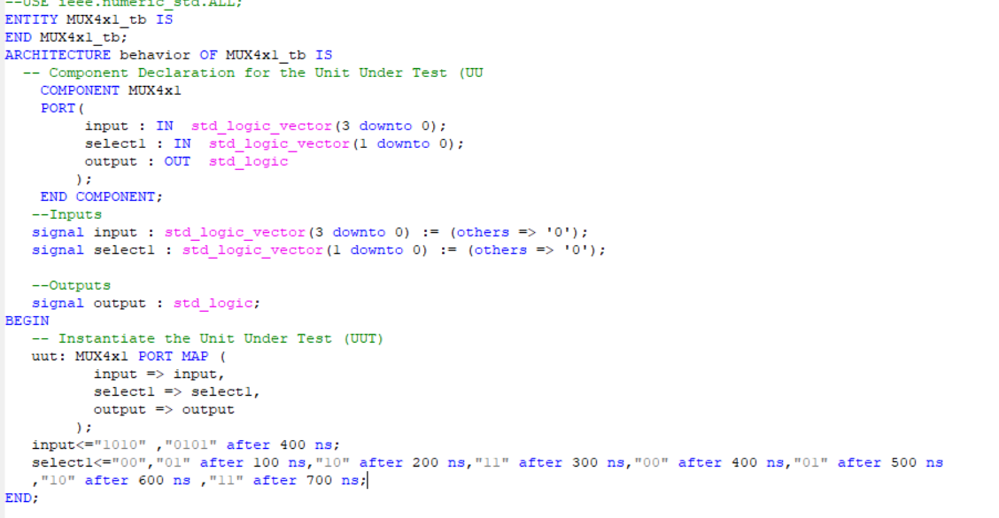 --USE ieee.numeric_std.ALL;
ENTITY MUX4x1_tb IS
END MUX4x1_tb;
ARCHITECTURE behavior OF MUX4x1_tb IS
-- Component Declaration for the Unit Under Test (UU
COMPONENT MUX4x1
PORT(
input : IN std_logic_vector(3 downto 0);
select1 : IN std_logic_vector(1 downto 0);
output : OUT std_logic
);
END COMPONENT;
--Inputs
signal input : std_logic_vector(3 downto 0) := (others => '0');
signal select1 : std_logic_vector(1 downto 0) := (others => '0');
--Outputs
signal output : std_logic;
BEGIN
-- Instantiate the Unit Under Test (UUT)
uut: MUX4x1 PORT MAP (
input => input,
select1 => select1,
output => output
);
input<="1010" ,"0101" after 400 ns;
select1<="00","01" after 100 ns,"10" after 200 ns,"11" after 300 ns,"00" after 400 ns,"01" after 500 ns
,"10" after 600 ns ,"11" after 700 ns;
END;